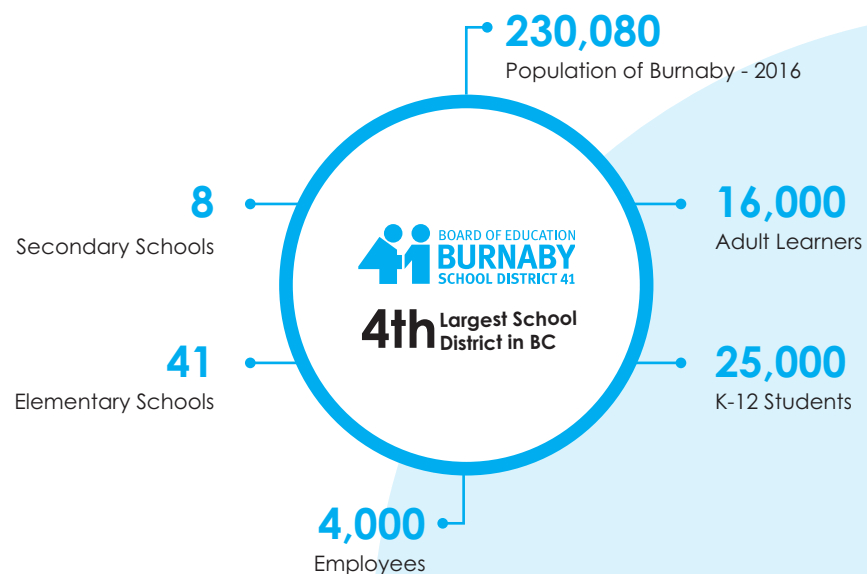 230,080
Population of Burnaby - 2016
8
Secondary Schools
16,000
Adult Learners
41
BOARD OF EDUCATION
BURNABY
SCHOOL DISTRICT 41
4th Largest School
District in BC
41
Elementary Schools
25,000
K-12 Students
4,000
Employees